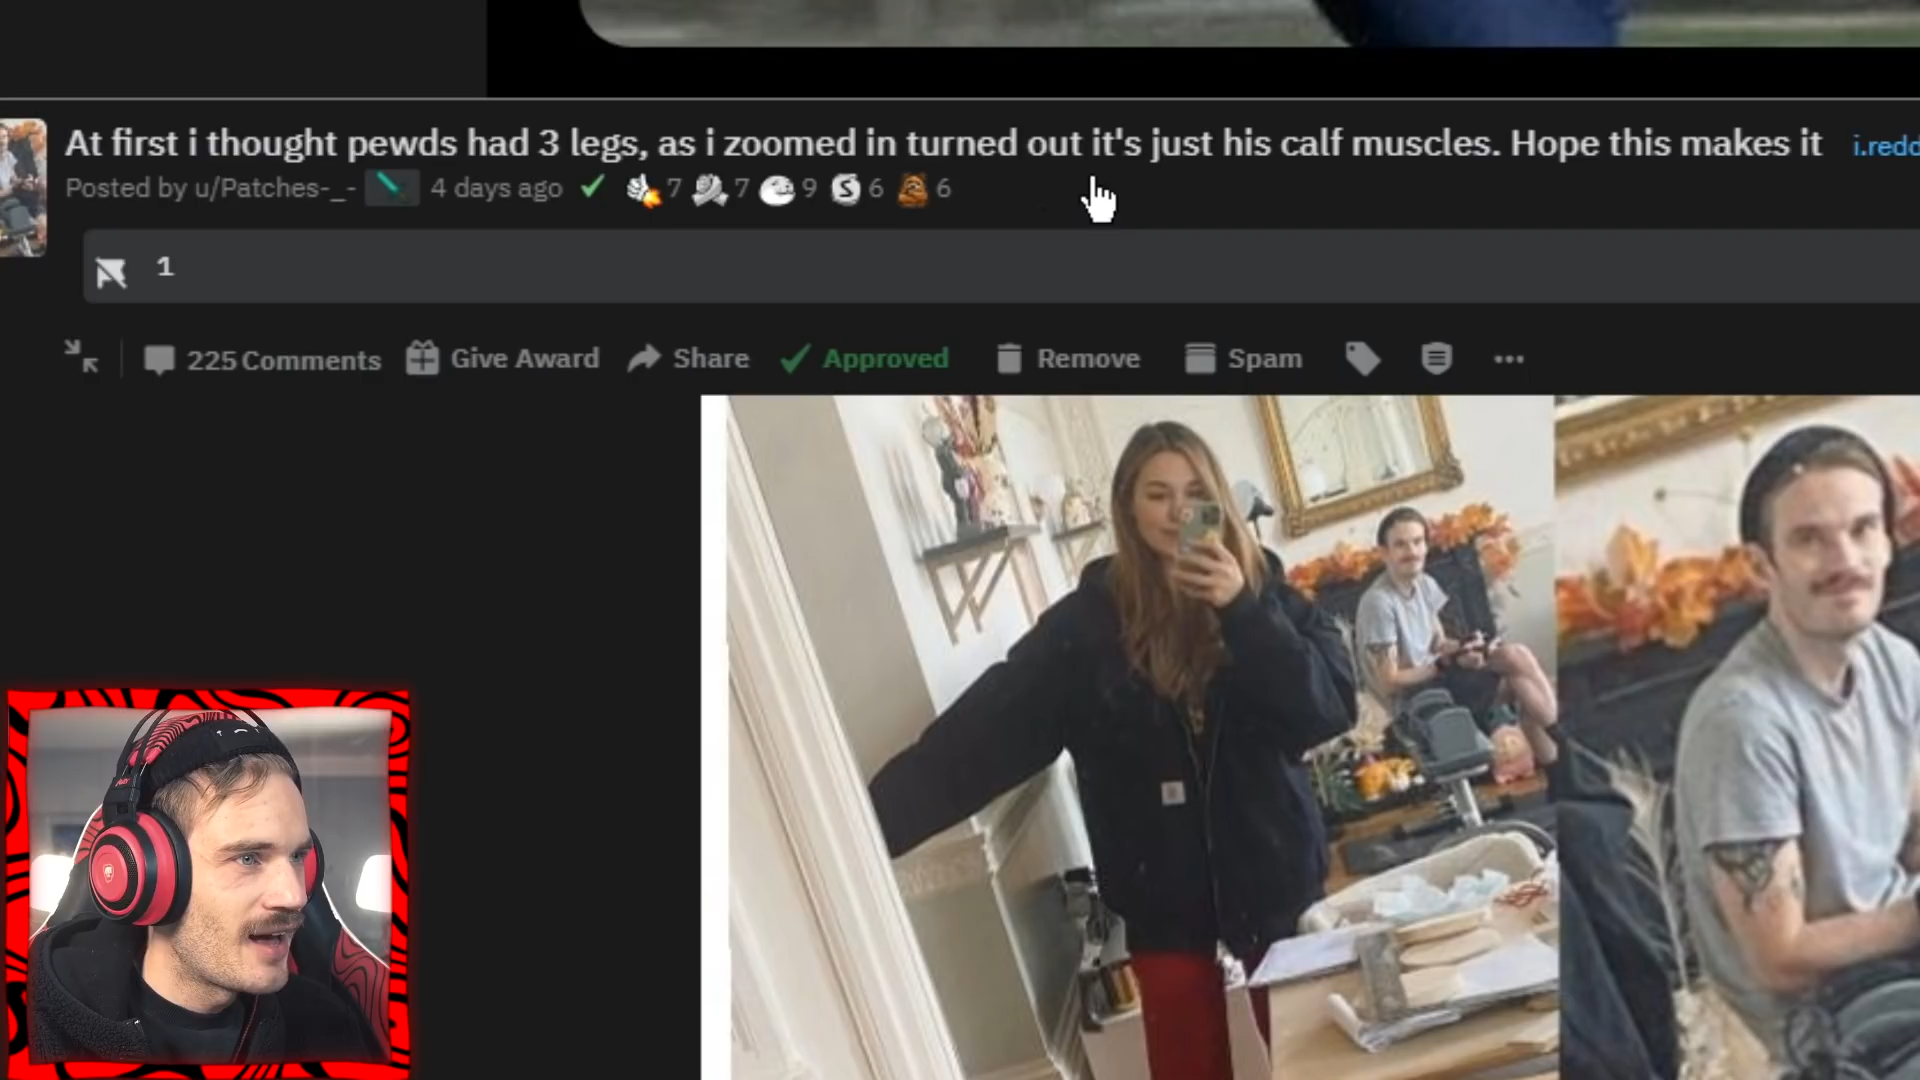 At first i thought pewds had 3 legs, as i zoomed in turned out it's just his calf muscles. Hope this makes it i.redd
Posted by u/Patches-_- 4 days ago 7 7 9 6 6
1
225 Comments Give Award Share Approved Remove Spam